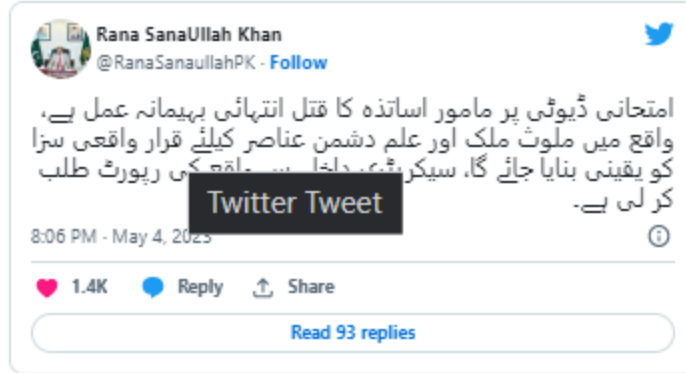 Rana SanaUllah Khan
@RanaSanaullahPK · Follow
امتحانی ڈیوٹی پر مامور اساتذہ کا قتل انتہائی بہیمانہ عمل ہے،
واقع میں ملوث ملک اور علم دشمن عناصر کیلئے قرار واقعی سزا
کو یقینی بنایا جائے گا، سیکریٹری داخلہ سے واقع کی رپورٹ طلب
کر لی ہے۔
Twitter Tweet
8:06 PM · May 4, 2023
1.4K Reply Share
Read 93 replies